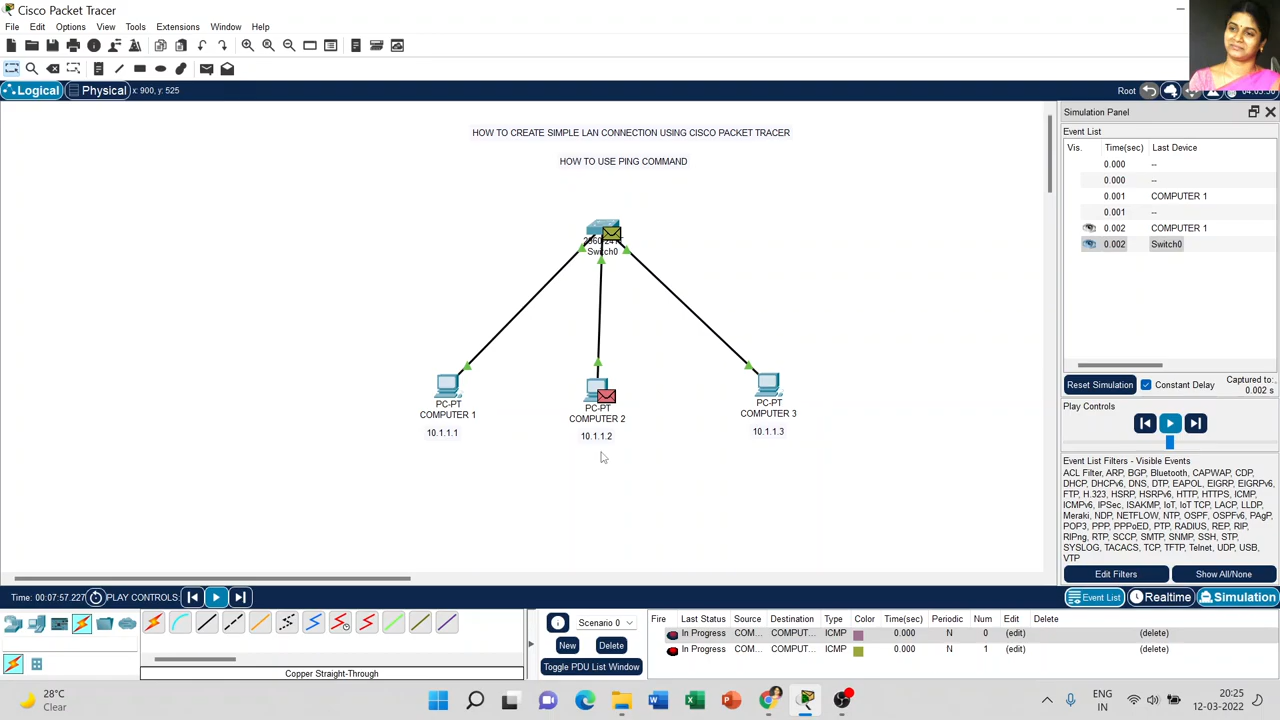 Cisco Packet Tracer
File Edit Options View Tools Extensions Window Help
Logical Physical x: 900, y: 525 Root
HOW TO CREATE SIMPLE LAN CONNECTION USING CISCO PACKET TRACER
HOW TO USE PING COMMAND
Switch0
PC-PT
COMPUTER 1
10.1.1.1
PC-PT
COMPUTER 2
10.1.1.2
PC-PT
COMPUTER 3
10.1.1.3
Simulation Panel
Event List
Vis. Time(sec) Last Device
0.000 --
0.000 --
0.001 COMPUTER 1
0.001 --
0.002 COMPUTER 1
0.002 Switch0
Reset Simulation Constant Delay Captured to:
0.002 s
Play Controls
Event List Filters - Visible Events
ACL Filter, ARP, BGP, Bluetooth, CAPWAP, CDP,
DHCP, DHCPv6, DNS, DTP, EAPOL, EIGRP, EIGRPv6,
FTP, H.323, HSRP, HSRPv6, HTTP, HTTPS, ICMP,
ICMPv6, IPSec, ISAKMP, IoT, IoT TCP, LACP, LLDP,
Meraki, NDP, NETFLOW, NTP, OSPF, OSPFv6, PAgP,
POP3, PPP, PPPoED, PTP, RADIUS, REP, RIP,
RIPng, RTP, SCCP, SMTP, SNMP, SSH, STP,
SYSLOG, TACACS, TCP, TFTP, Telnet, UDP, USB,
VTP
Edit Filters Show All/None
Time: 00:07:57.227 PLAY CONTROLS: Event List Realtime Simulation
Scenario 0
New Delete
Toggle PDU List Window
Copper Straight-Through
Fire Last Status Source Destination Type Color Time(sec) Periodic Num Edit Delete
In Progress COM... COMPUT... ICMP 0.000 N 0 (edit) (delete)
In Progress COM... COMPUT... ICMP 0.000 N 1 (edit) (delete)
28°C
Clear
ENG
IN
20:25
12-03-2022